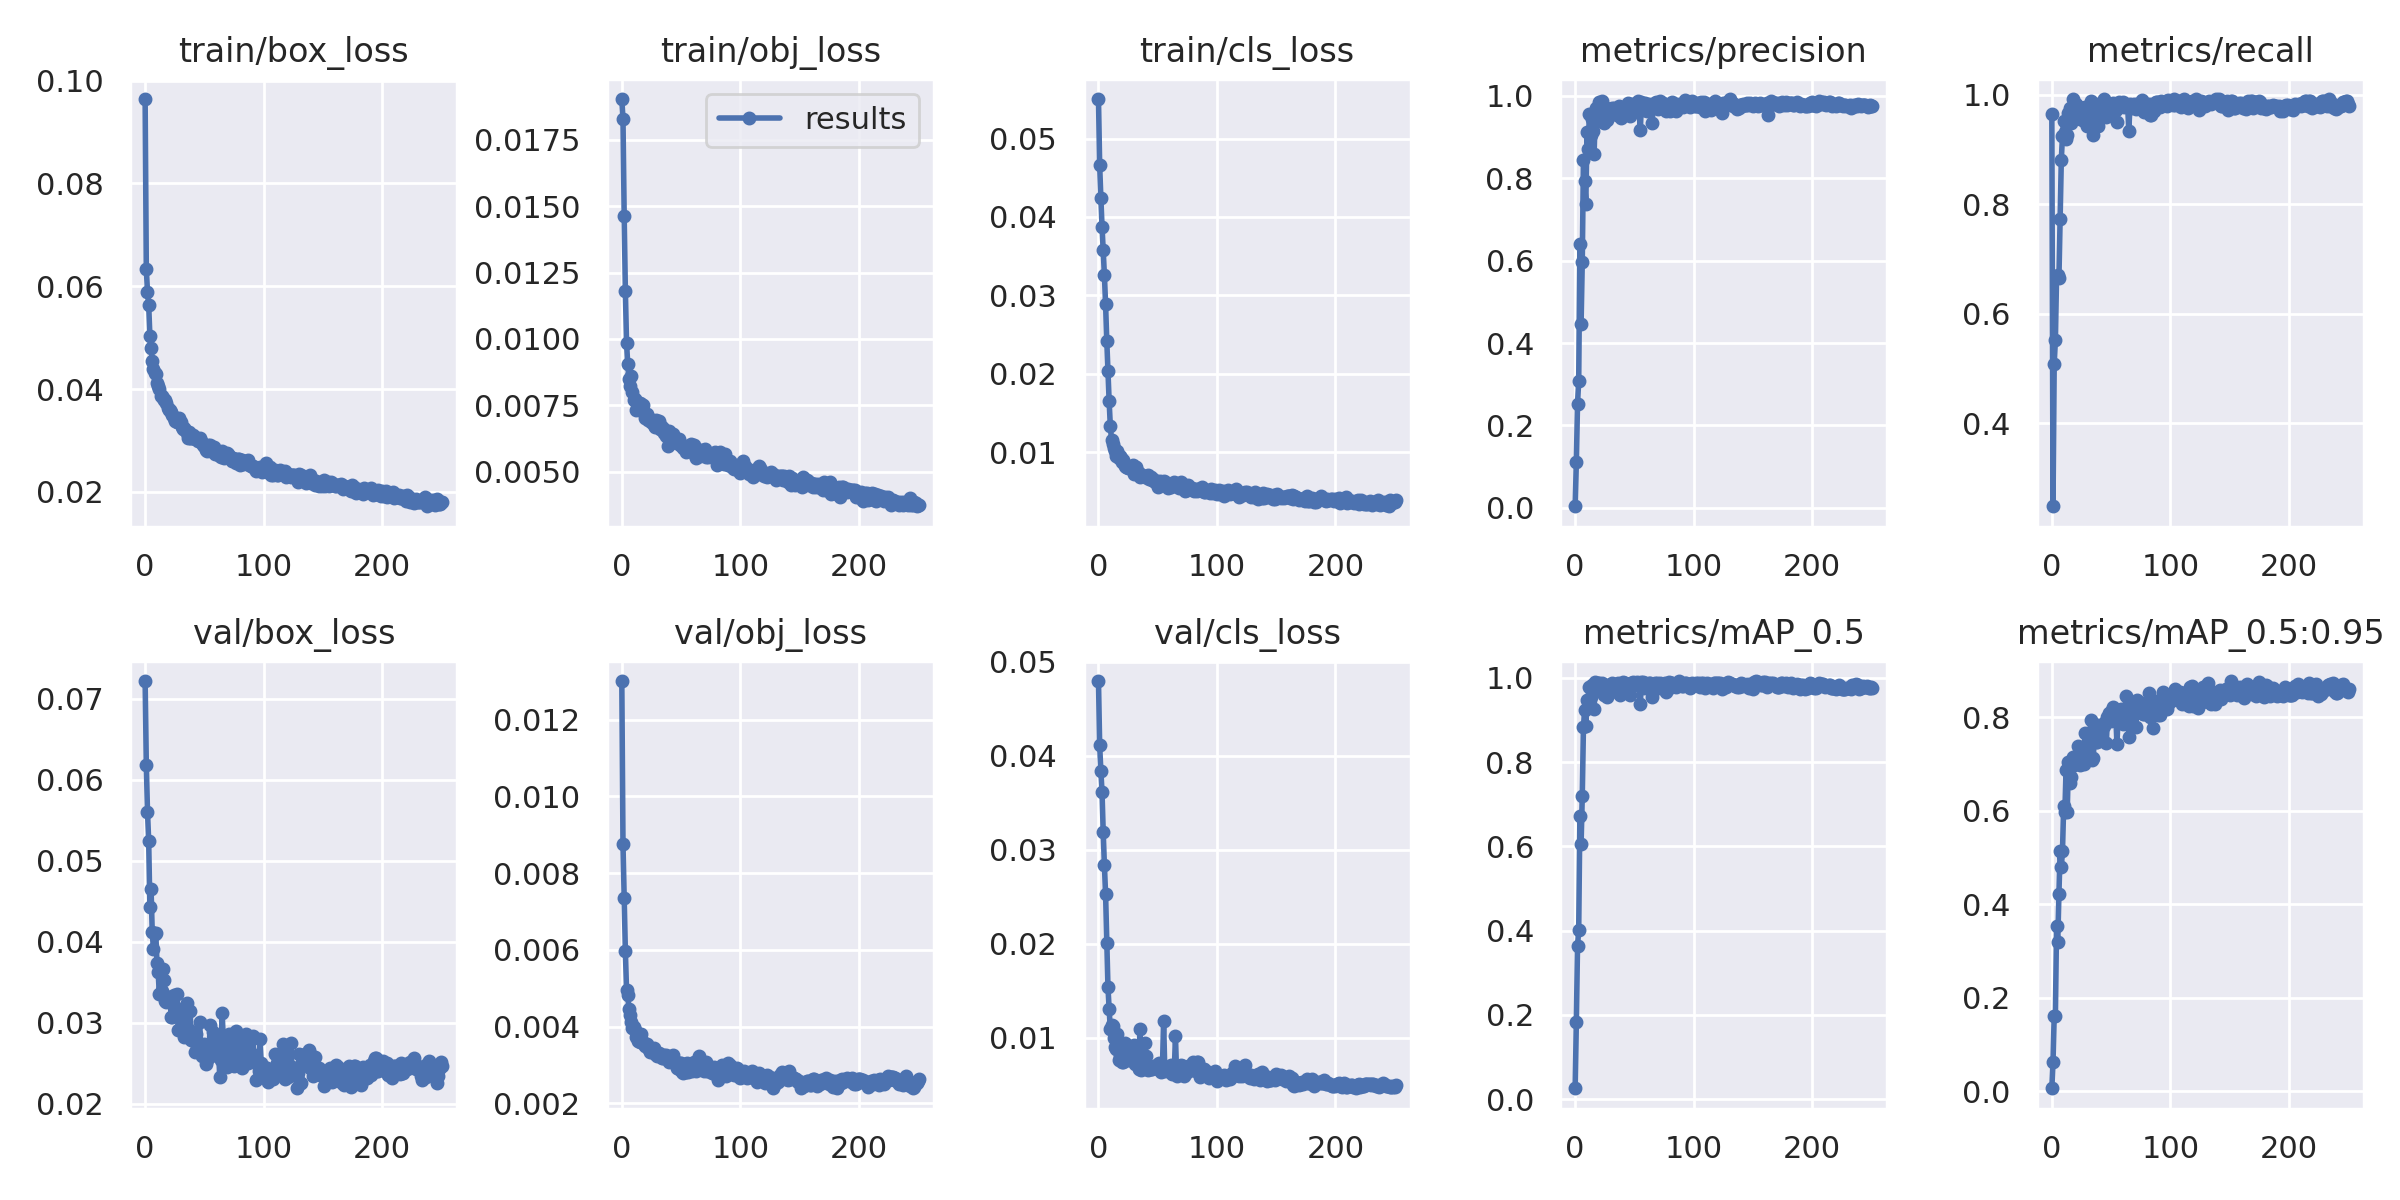 train/box_loss
train/obj_loss
train/cls_loss
metrics/precision
metrics/recall
0.10
0.08
0.06
0.04
0.02
0 100 200
results
0.0175
0.0150
0.0125
0.0100
0.0075
0.0050
0 100 200
0.05
0.04
0.03
0.02
0.01
0 100 200
1.0
0.8
0.6
0.4
0.2
0.0
0 100 200
1.0
0.8
0.6
0.4
0 100 200
val/box_loss
val/obj_loss
val/cls_loss
metrics/mAP_0.5
metrics/mAP_0.5:0.95
0.07
0.06
0.05
0.04
0.03
0.02
0 100 200
0.012
0.010
0.008
0.006
0.004
0.002
0 100 200
0.05
0.04
0.03
0.02
0.01
0 100 200
1.0
0.8
0.6
0.4
0.2
0.0
0 100 200
0.8
0.6
0.4
0.2
0.0
0 100 200